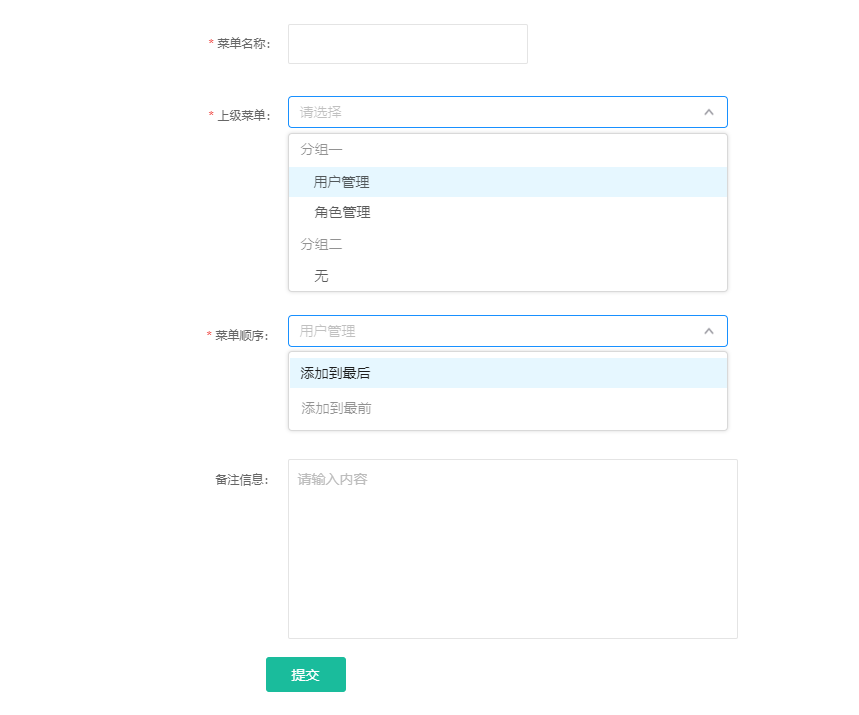 * 菜单名称:
* 上级菜单: 请选择
分组一
用户管理
角色管理
分组二
无
* 菜单顺序: 用户管理
添加到最后
添加到最前
备注信息: 请输入内容
提交